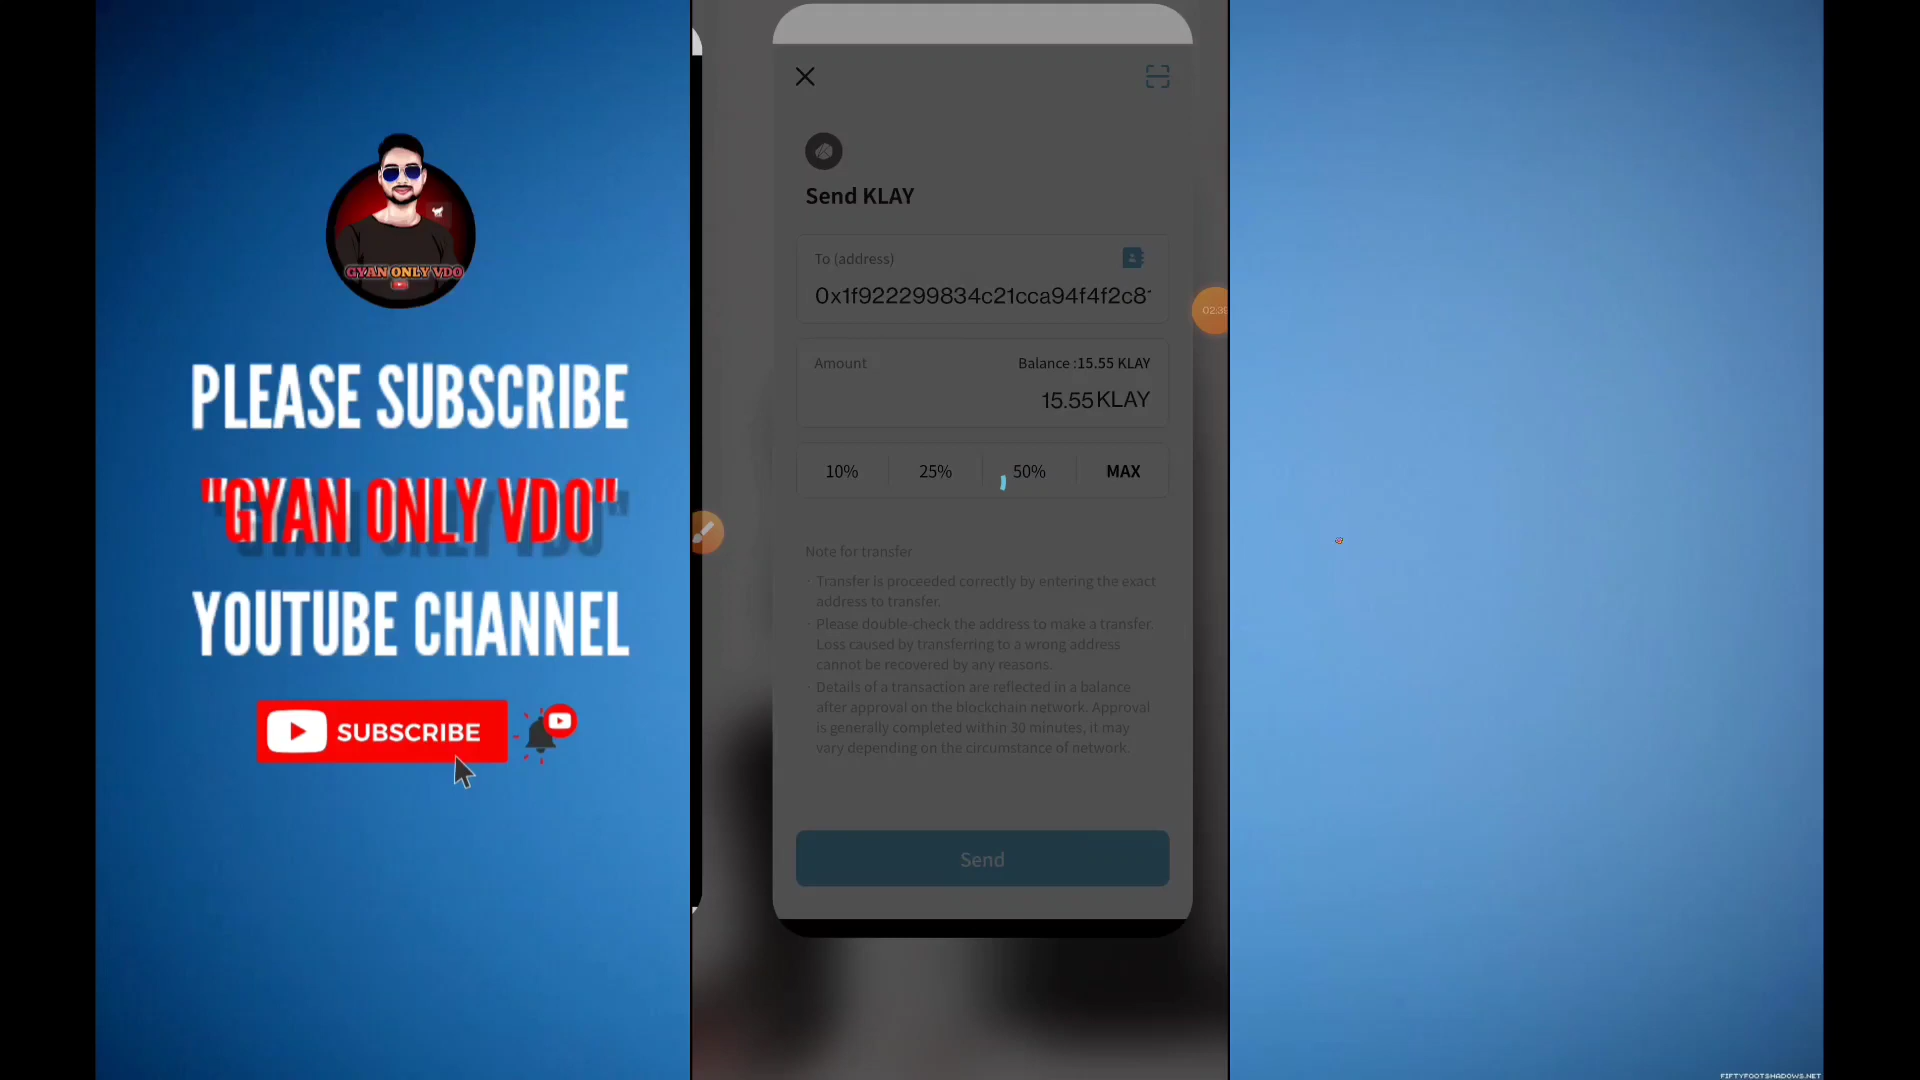 GYAN ONLY VDO
PLEASE SUBSCRIBE
"GYAN ONLY VDO"
YOUTUBE CHANNEL
SUBSCRIBE
Send KLAY
To (address)
0x1f922299834c21cca94f4f2c8
Amount
Balance :15.55 KLAY
15.55 KLAY
10% 25% 50% MAX
Note for transfer
· Transfer is proceeded correctly by entering the exact
address to transfer.
· Please double-check the address to make a transfer.
Loss caused by transferring to a wrong address
cannot be recovered by any reasons.
· Details of a transaction are reflected in a balance
after approval on the blockchain network. Approval
is generally completed within 30 minutes, it may
vary depending on the circumstance of network.
Send
FIFTYFOOTSHADOWS.NET